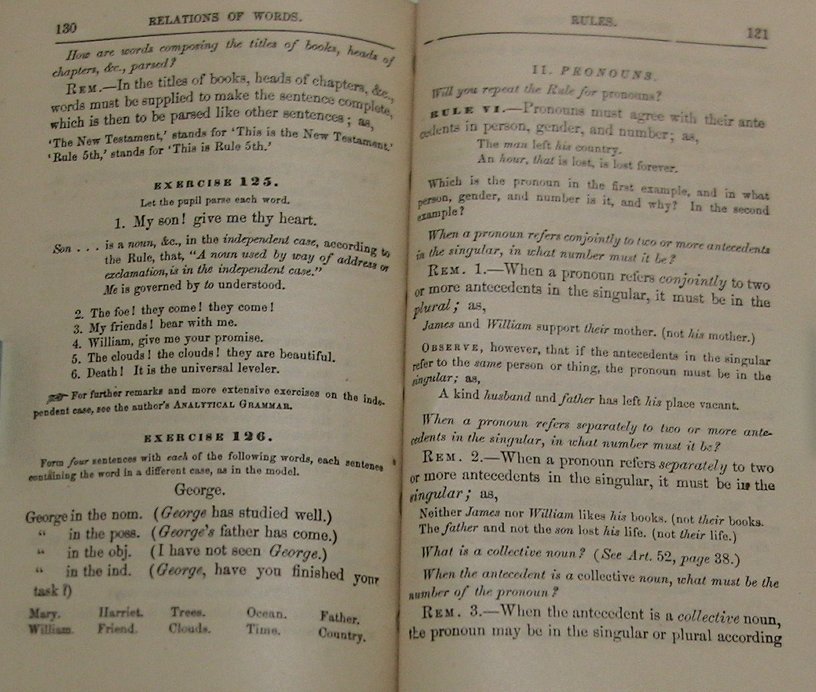 130 RELATIONS OF WORDS.
How are words composing the titles of books, heads of
chapters, &c., parsed?
REM.—In the titles of books, heads of chapters, &c.,
words must be supplied to make the sentence complete,
which is then to be parsed like other sentences; as,
'The New Testament,' stands for 'This is the New Testament.'
'Rule 5th,' stands for 'This is Rule 5th.'
EXERCISE 125.
Let the pupil parse each word.
1. My son! give me thy heart.
Son . . . is a noun, &c., in the independent case, according to
the Rule, that, "A noun used by way of address or
exclamation, is in the independent case."
Me is governed by to understood.
2. The foe! they come! they come!
3. My friends! bear with me.
4. William, give me your promise.
5. The clouds! the clouds! they are beautiful.
6. Death! It is the universal leveler.
☞ For further remarks and more extensive exercises on the inde-
pendent case, see the author's ANALYTICAL GRAMMAR.
EXERCISE 126.
Form four sentences with each of the following words, each sentence
containing the word in a different case, as in the model.
George.
George in the nom. (George has studied well.)
" in the poss. (George's father has come.)
" in the obj. (I have not seen George.)
" in the ind. (George, have you finished your
task?)
Mary. Harriet. Trees. Ocean. Father.
William. Friend. Clouds. Time. Country.
RULES. 121
II. PRONOUNS.
Will you repeat the Rule for pronouns?
RULE VI.—Pronouns must agree with their ante
cedents in person, gender, and number; as,
The man left his country.
An hour, that is lost, is lost forever.
Which is the pronoun in the first example, and in what
person, gender, and number is it, and why? In the second
example?
When a pronoun refers conjointly to two or more antecedents
in the singular, in what number must it be?
REM. 1.—When a pronoun refers conjointly to two
or more antecedents in the singular, it must be in the
plural; as,
James and William support their mother. (not his mother.)
OBSERVE, however, that if the antecedents in the singular
refer to the same person or thing, the pronoun must be in the
singular; as,
A kind husband and father has left his place vacant.
When a pronoun refers separately to two or more ante-
cedents in the singular, in what number must it be?
REM. 2.—When a pronoun refers separately to two
or more antecedents in the singular, it must be in the
singular; as,
Neither James nor William likes his books. (not their books.
The father and not the son lost his life. (not their life.)
What is a collective noun? (See Art. 52, page 38.)
When the antecedent is a collective noun, what must be the
number of the pronoun?
REM. 3.—When the antecedent is a collective noun,
the pronoun may be in the singular or plural according